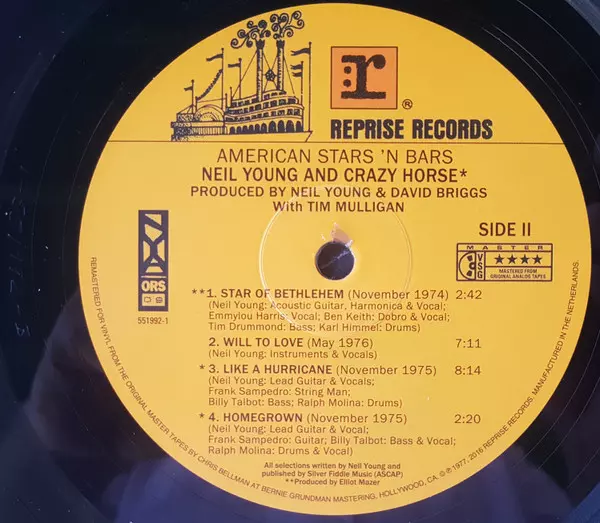 r
®
REPRISE RECORDS
AMERICAN STARS 'N BARS
NEIL YOUNG AND CRAZY HORSE*
PRODUCED BY NEIL YOUNG & DAVID BRIGGS
With TIM MULLIGAN
SIDE II
NYA
ORS
DS
551992-1
MASTER
VSG
★★★★
MASTERED FROM
ORIGINAL ANALOG TAPES
**1. STAR OF BETHLEHEM (November 1974) 2:42
(Neil Young: Acoustic Guitar, Harmonica & Vocal;
Emmylou Harris: Vocal; Ben Keith: Dobro & Vocal;
Tim Drummond: Bass; Karl Himmel: Drums)
2. WILL TO LOVE (May 1976) 7:11
(Neil Young: Instruments & Vocals)
* 3. LIKE A HURRICANE (November 1975) 8:14
(Neil Young: Lead Guitar & Vocals;
Frank Sampedro: String Man;
Billy Talbot: Bass; Ralph Molina: Drums)
* 4. HOMEGROWN (November 1975) 2:20
(Neil Young: Lead Guitar & Vocal;
Frank Sampedro: Guitar; Billy Talbot: Bass & Vocal;
Ralph Molina: Drums & Vocal)
All selections written by Neil Young and
published by Silver Fiddle Music (ASCAP)
**Produced by Elliot Mazer
REMASTERED FOR VINYL FROM THE ORIGINAL MASTER TAPES BY CHRIS BELLMAN AT BERNIE GRUNDMAN MASTERING, HOLLYWOOD, CA. ℗©1977, 2016 REPRISE RECORDS. MANUFACTURED IN THE NETHERLANDS.